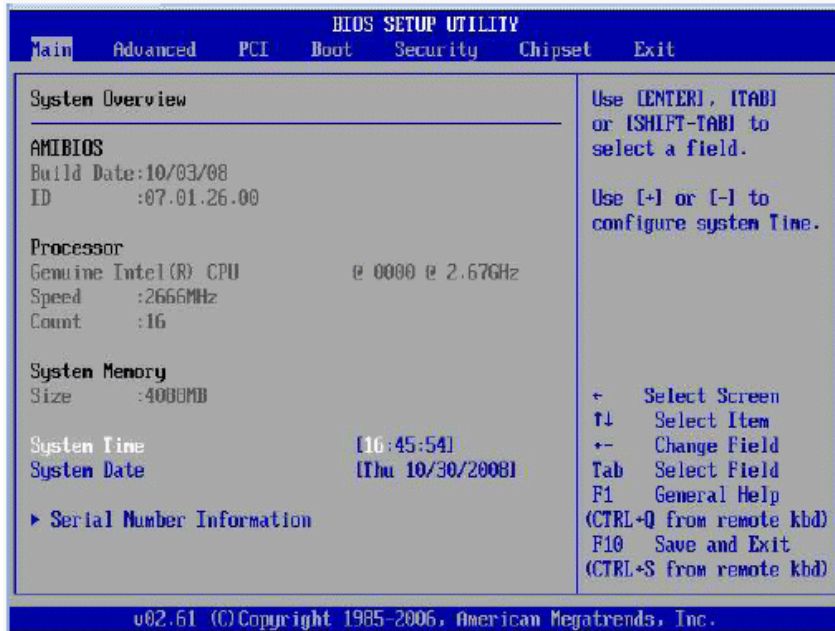 BIOS SETUP UTILITY
Main Advanced PCI Boot Security Chipset Exit
System Overview
AMIBIOS
Build Date:10/03/08
ID :07.01.26.00
Processor
Genuine Intel(R) CPU @ 0000 @ 2.67GHz
Speed :2666MHz
Count :16
System Memory
Size :4088MB
System Time [16:45:54]
System Date [Thu 10/30/2008]
▶ Serial Number Information
Use [ENTER], [TAB]
or [SHIFT-TAB] to
select a field.
Use [+] or [-] to
configure system Time.
← Select Screen
↑↓ Select Item
+- Change Field
Tab Select Field
F1 General Help
(CTRL+Q from remote kbd)
F10 Save and Exit
(CTRL+S from remote kbd)
v02.61 (C)Copyright 1985-2006, American Megatrends, Inc.